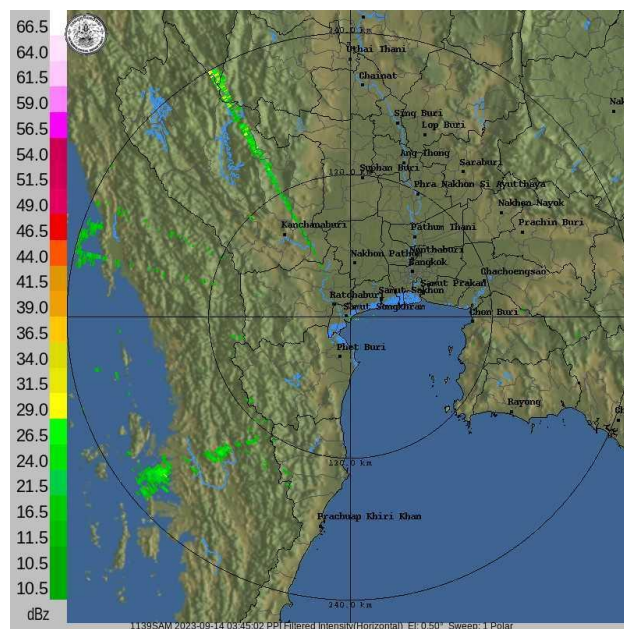 66.5
64.0
61.5
59.0
56.5
54.0
51.5
49.0
46.5
44.0
41.5
39.0
36.5
34.0
31.5
29.0
26.5
24.0
21.5
16.5
11.5
10.5
dBz
240.0 km
Uthai Thani
Chainat
Sing Buri
Lop Buri
Ang Thong
Saraburi
120.0 km
Suphan Buri
Phra Nakhon Si Ayutthaya
Nakhon Nayok
Prachin Buri
Kanchanaburi
Pathum Thani
Nonthaburi
Nakhon Pathom
Bangkok
Chachoengsao
Samut Prakan
Samut Sakhon
Ratchaburi
Samut Songkhram
Chon Buri
Phet Buri
Rayong
120.0 km
Prachuap Khiri Khan
240.0 km
1139SAM 2023-09-14 03:45:02 PPI Filtered Intensity(Horizontal) El: 0.50° Sweep: 1 Polar